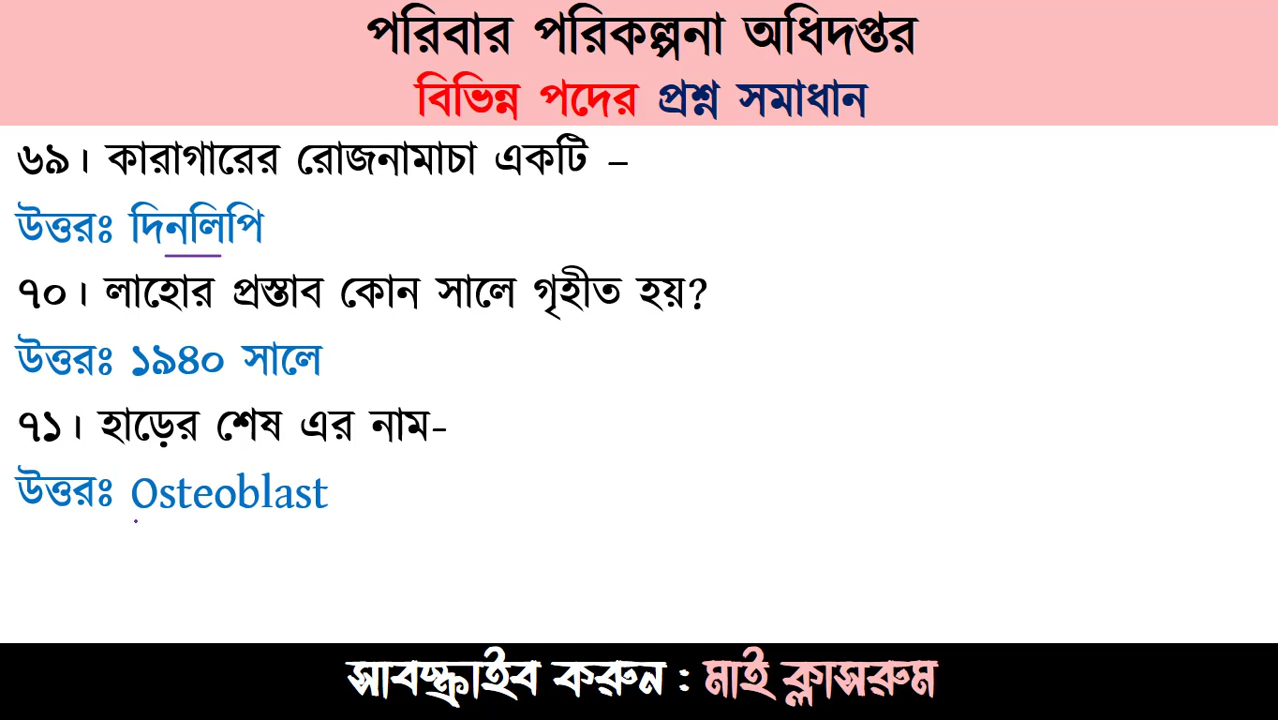 পরিবার পরিকল্পনা অধিদপ্তর
বিভিন্ন পদের প্রশ্ন সমাধান
৬৯। কারাগারের রোজনামাচা একটি –
উত্তরঃ দিনলিপি
৭০। লাহোর প্রস্তাব কোন সালে গৃহীত হয়?
উত্তরঃ ১৯৪০ সালে
৭১। হাড়ের শেষ এর নাম-
উত্তরঃ Osteoblast
সাবস্ক্রাইব করুন : মাই ক্লাসরুম